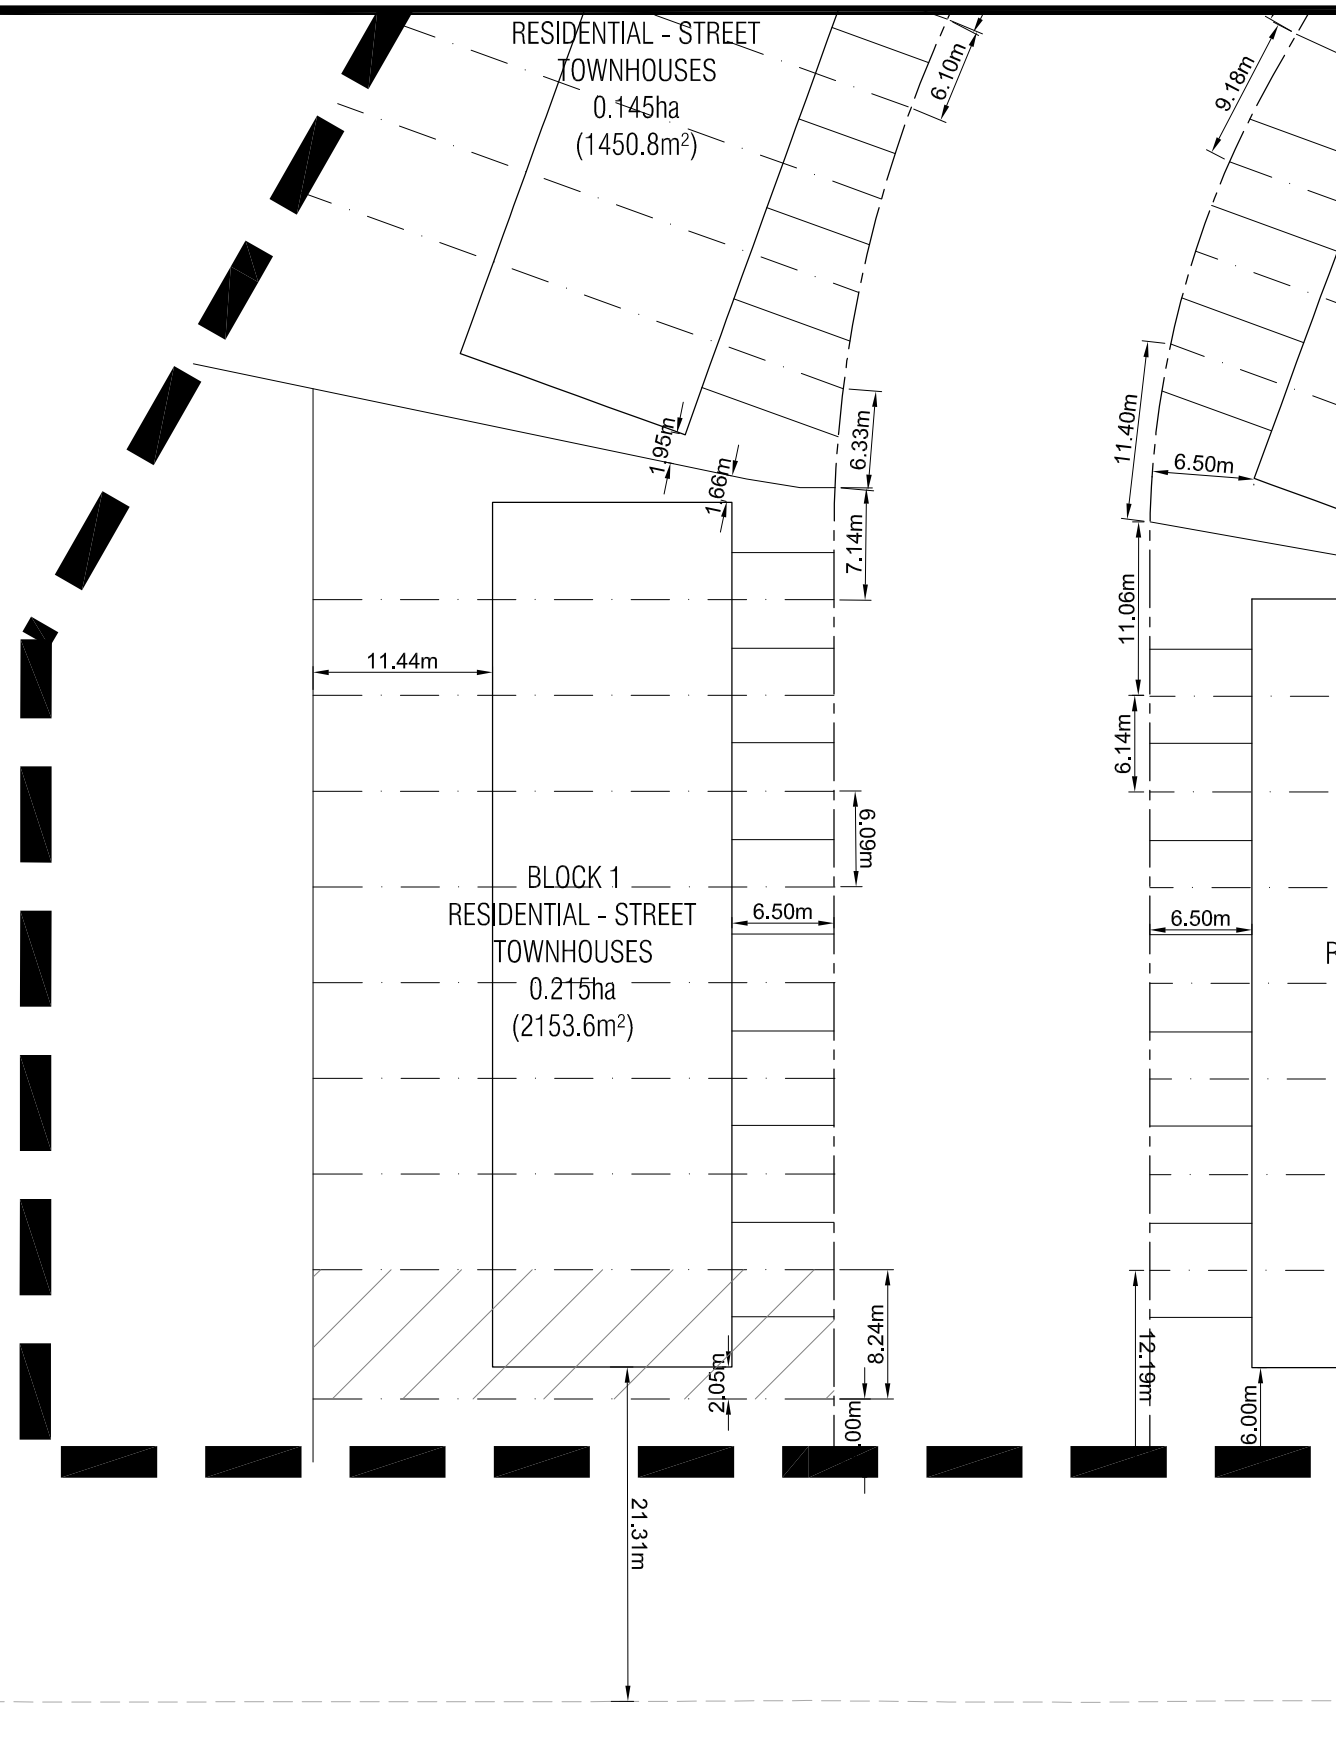 RESIDENTIAL - STREET
TOWNHOUSES
0.145ha
(1450.8m²)
6.10m
9.18m
1.95m
1.66m
6.33m
7.14m
11.40m
6.50m
11.06m
11.44m
6.14m
6.09m
BLOCK 1
RESIDENTIAL - STREET
TOWNHOUSES
0.215ha
(2153.6m²)
6.50m
6.50m
R
8.24m
2.05m
.00m
12.19m
6.00m
21.31m